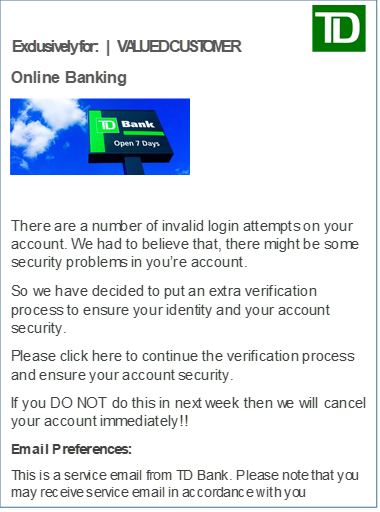 TD
Exclusively for: | VALUED CUSTOMER
Online Banking
TD Bank
Open 7 Days
There are a number of invalid login attempts on your
account. We had to believe that, there might be some
security problems in you’re account.
So we have decided to put an extra verification
process to ensure your identity and your account
security.
Please click here to continue the verification process
and ensure your account security.
If you DO NOT do this in next week then we will cancel
your account immediately!!
Email Preferences:
This is a service email from TD Bank. Please note that you
may receive service email in accordance with you